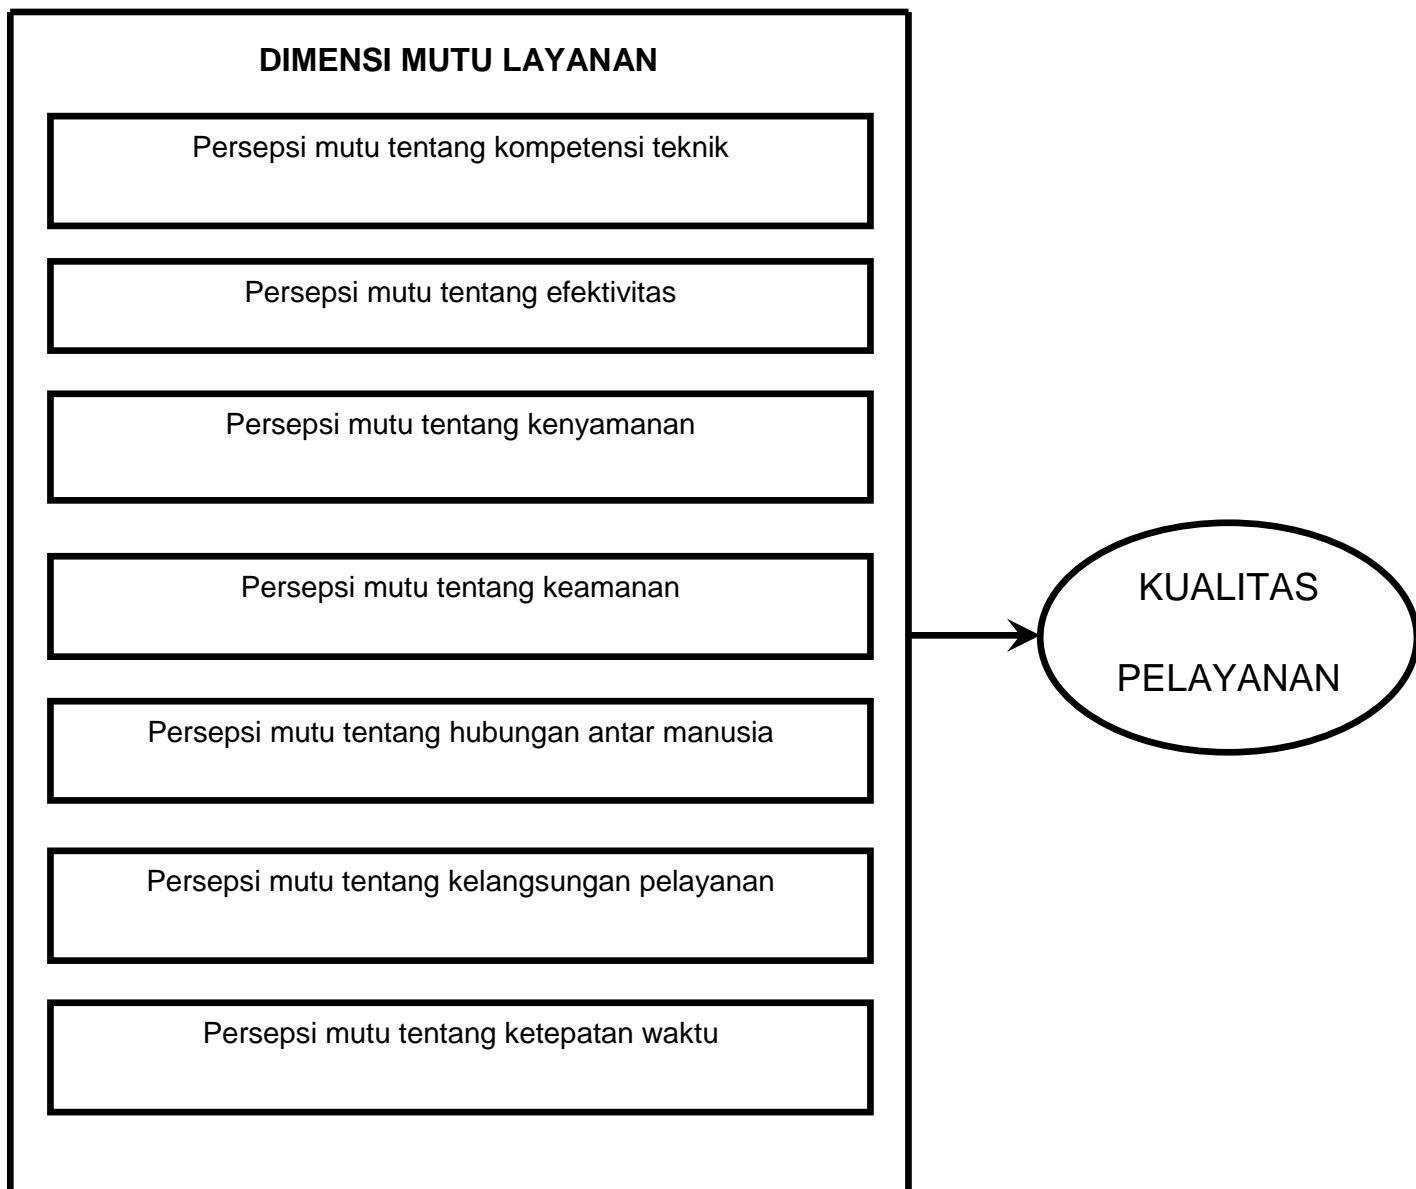 DIMENSI MUTU LAYANAN
Persepsi mutu tentang kompetensi teknik
Persepsi mutu tentang efektivitas
Persepsi mutu tentang kenyamanan
Persepsi mutu tentang keamanan
Persepsi mutu tentang hubungan antar manusia
Persepsi mutu tentang kelangsungan pelayanan
Persepsi mutu tentang ketepatan waktu
KUALITAS
PELAYANAN